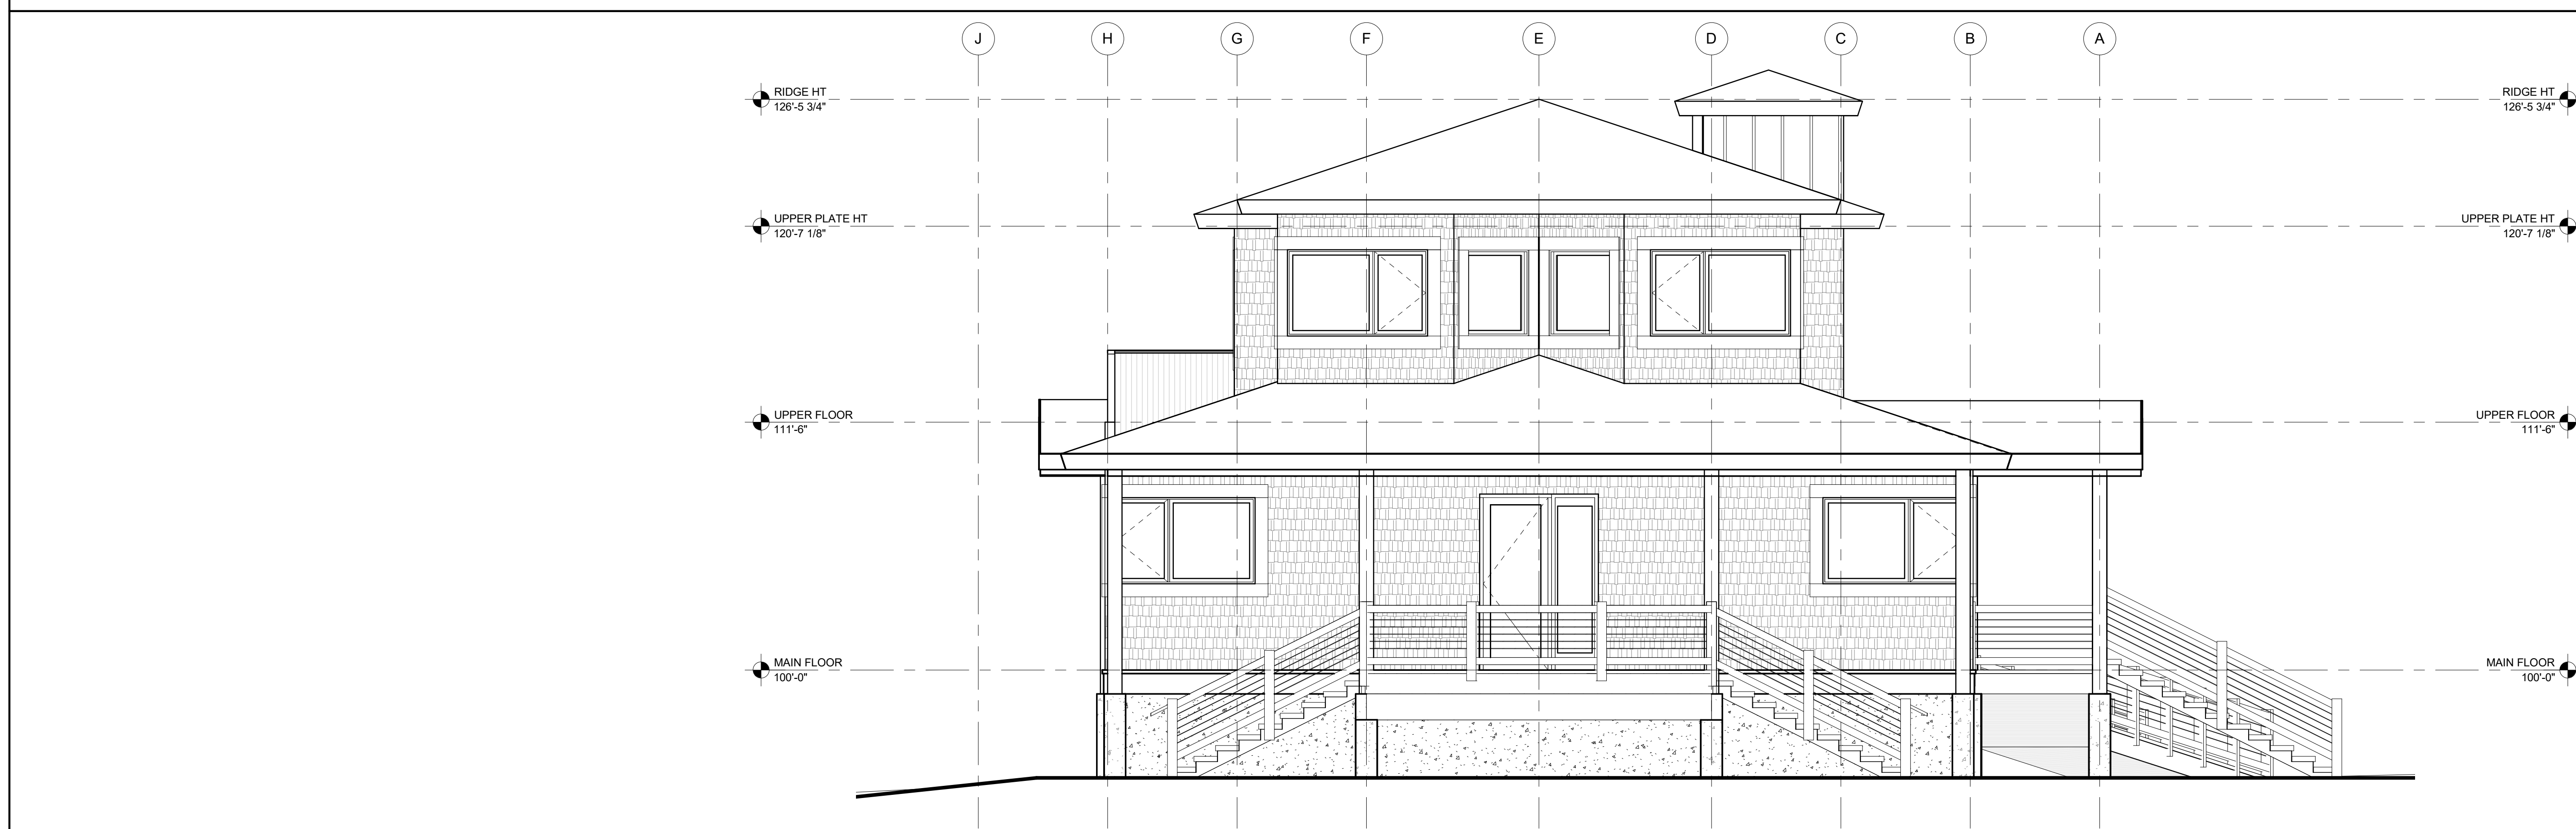 J H G F E D C B A
RIDGE HT
126'-5 3/4"
RIDGE HT
126'-5 3/4"
UPPER PLATE HT
120'-7 1/8"
UPPER PLATE HT
120'-7 1/8"
UPPER FLOOR
111'-6"
UPPER FLOOR
111'-6"
MAIN FLOOR
100'-0"
MAIN FLOOR
100'-0"